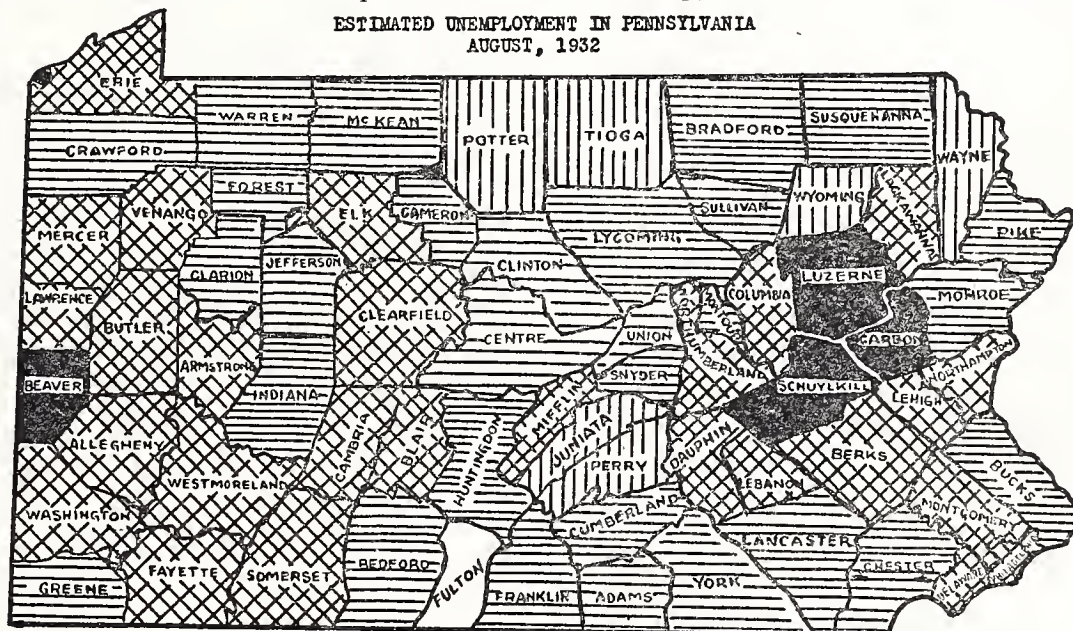 ESTIMATED UNEMPLOYMENT IN PENNSYLVANIA
AUGUST, 1932
ERIE
CRAWFORD
WARREN
MCKEAN
POTTER
TIOGA
BRADFORD
SUSQUEHANNA
WAYNE
FOREST
VENANGO
ELK
CAMERON
SULLIVAN
WYOMING
LACKAWANNA
PIKE
MERCER
CLARION
JEFFERSON
CLINTON
LYCOMING
COLUMBIA
LUZERNE
MONROE
LAWRENCE
BUTLER
ARMSTRONG
CLEARFIELD
CENTRE
UNION
MONTOUR
NORTHUMBERLAND
CARBON
NORTHAMPTON
BEAVER
INDIANA
SNYDER
SCHUYLKILL
LEHIGH
ALLEGHENY
CAMBRIA
BLAIR
HUNTINGDON
MIFFLIN
JUNIATA
PERRY
DAUPHIN
LEBANON
BERKS
BUCKS
WESTMORELAND
WASHINGTON
CUMBERLAND
LANCASTER
MONTGOMERY
GREENE
FAYETTE
SOMERSET
BEDFORD
FULTON
FRANKLIN
ADAMS
YORK
CHESTER
DELAWARE